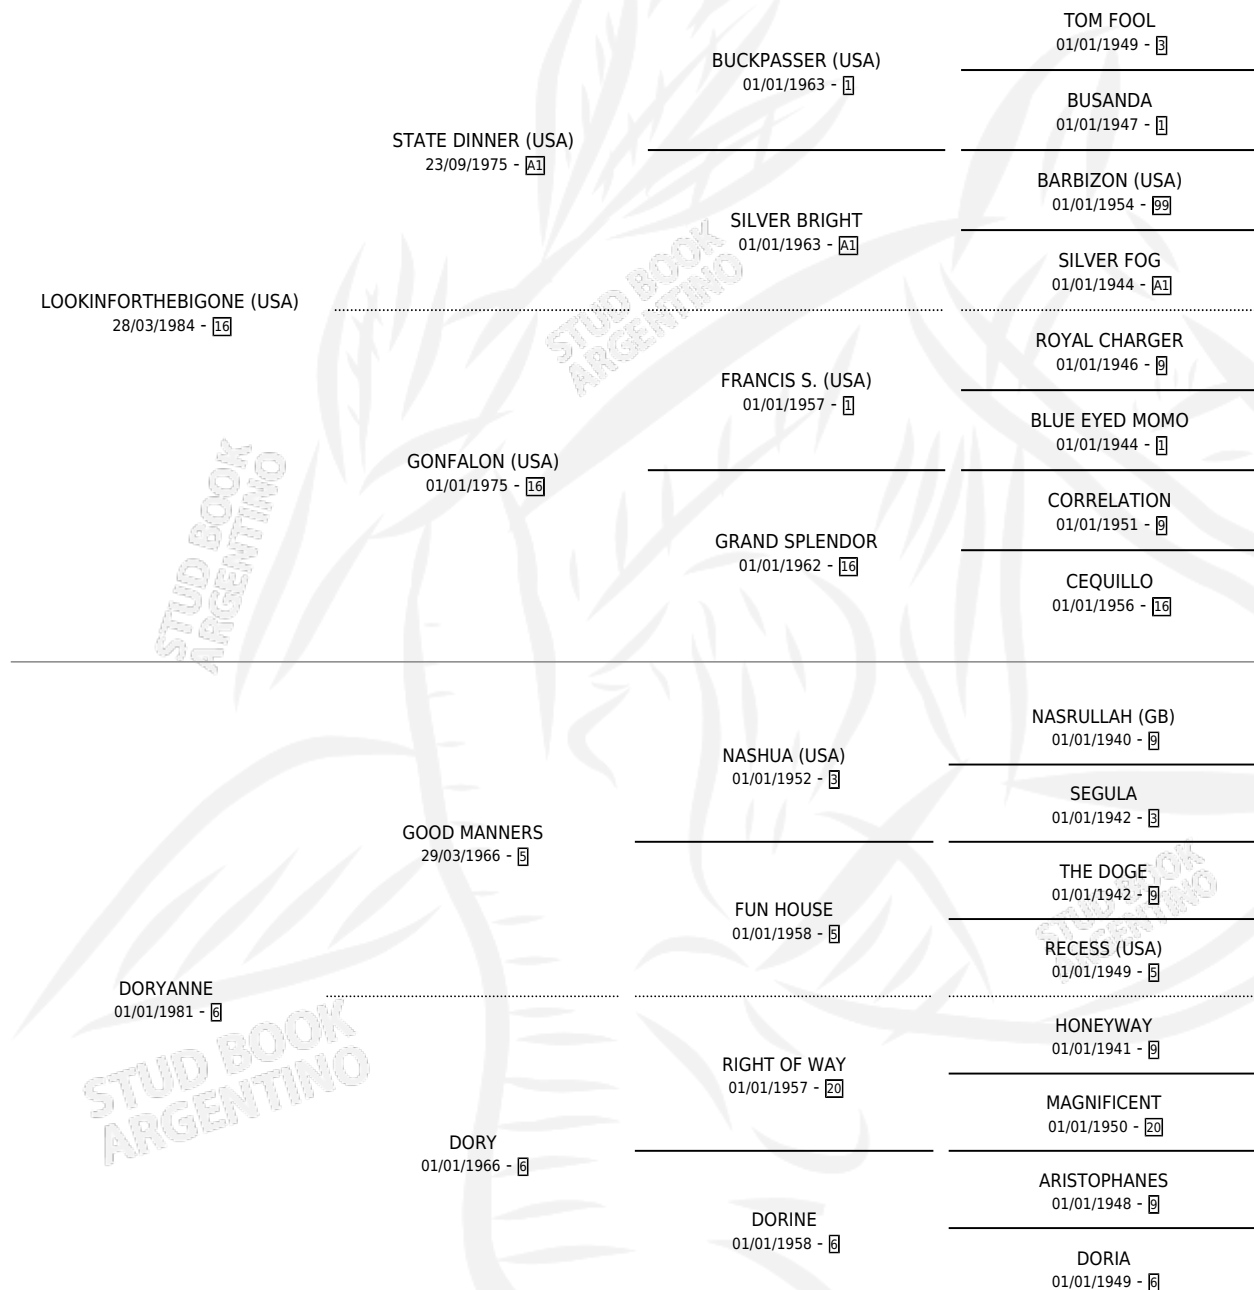 TOM FOOL
01/01/1949 - 3
BUCKPASSER (USA)
01/01/1963 - 1
BUSANDA
01/01/1947 - 1
STATE DINNER (USA)
23/09/1975 - A1
BARBIZON (USA)
01/01/1954 - 99
SILVER BRIGHT
01/01/1963 - A1
SILVER FOG
01/01/1944 - A1
LOOKINFORTHEBIGONE (USA)
28/03/1984 - 16
ROYAL CHARGER
01/01/1946 - 9
FRANCIS S. (USA)
01/01/1957 - 1
BLUE EYED MOMO
01/01/1944 - 1
GONFALON (USA)
01/01/1975 - 16
CORRELATION
01/01/1951 - 9
GRAND SPLENDOR
01/01/1962 - 16
CEQUILLO
01/01/1956 - 16
NASRULLAH (GB)
01/01/1940 - 9
NASHUA (USA)
01/01/1952 - 3
SEGULA
01/01/1942 - 3
GOOD MANNERS
29/03/1966 - 5
THE DOGE
01/01/1942 - 9
FUN HOUSE
01/01/1958 - 5
RECESS (USA)
01/01/1949 - 5
DORYANNE
01/01/1981 - 6
HONEYWAY
01/01/1941 - 9
RIGHT OF WAY
01/01/1957 - 20
MAGNIFICENT
01/01/1950 - 20
DORY
01/01/1966 - 6
ARISTOPHANES
01/01/1948 - 9
DORINE
01/01/1958 - 6
DORIA
01/01/1949 - 6
STUD BOOK
ARGENTINO
STUD BOOK
ARGENTINO
STUD BOOK
ARGENTINO
STUD BOOK
ARGENTINO